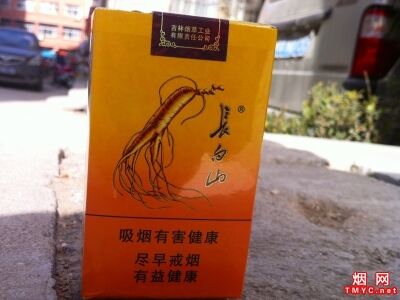 吉林烟草工业
有限责任公司
長白山®
吸烟有害健康
尽早戒烟
有益健康
烟网
TMYC.net